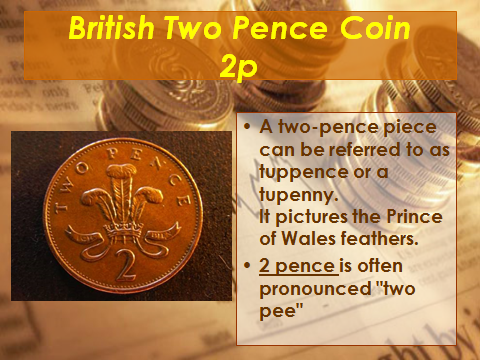 British Two Pence Coin
2p
• A two-pence piece
can be referred to as
tuppence or a
tupenny.
It pictures the Prince
of Wales feathers.
• 2 pence is often
pronounced "two
pee"
TWO PENCE
2